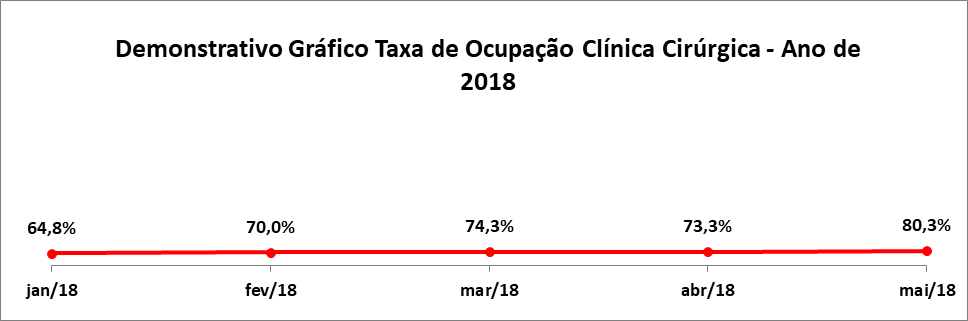 Demonstrativo Gráfico Taxa de Ocupação Clínica Cirúrgica - Ano de
2018
64,8% 70,0% 74,3% 73,3% 80,3%
jan/18 fev/18 mar/18 abr/18 mai/18